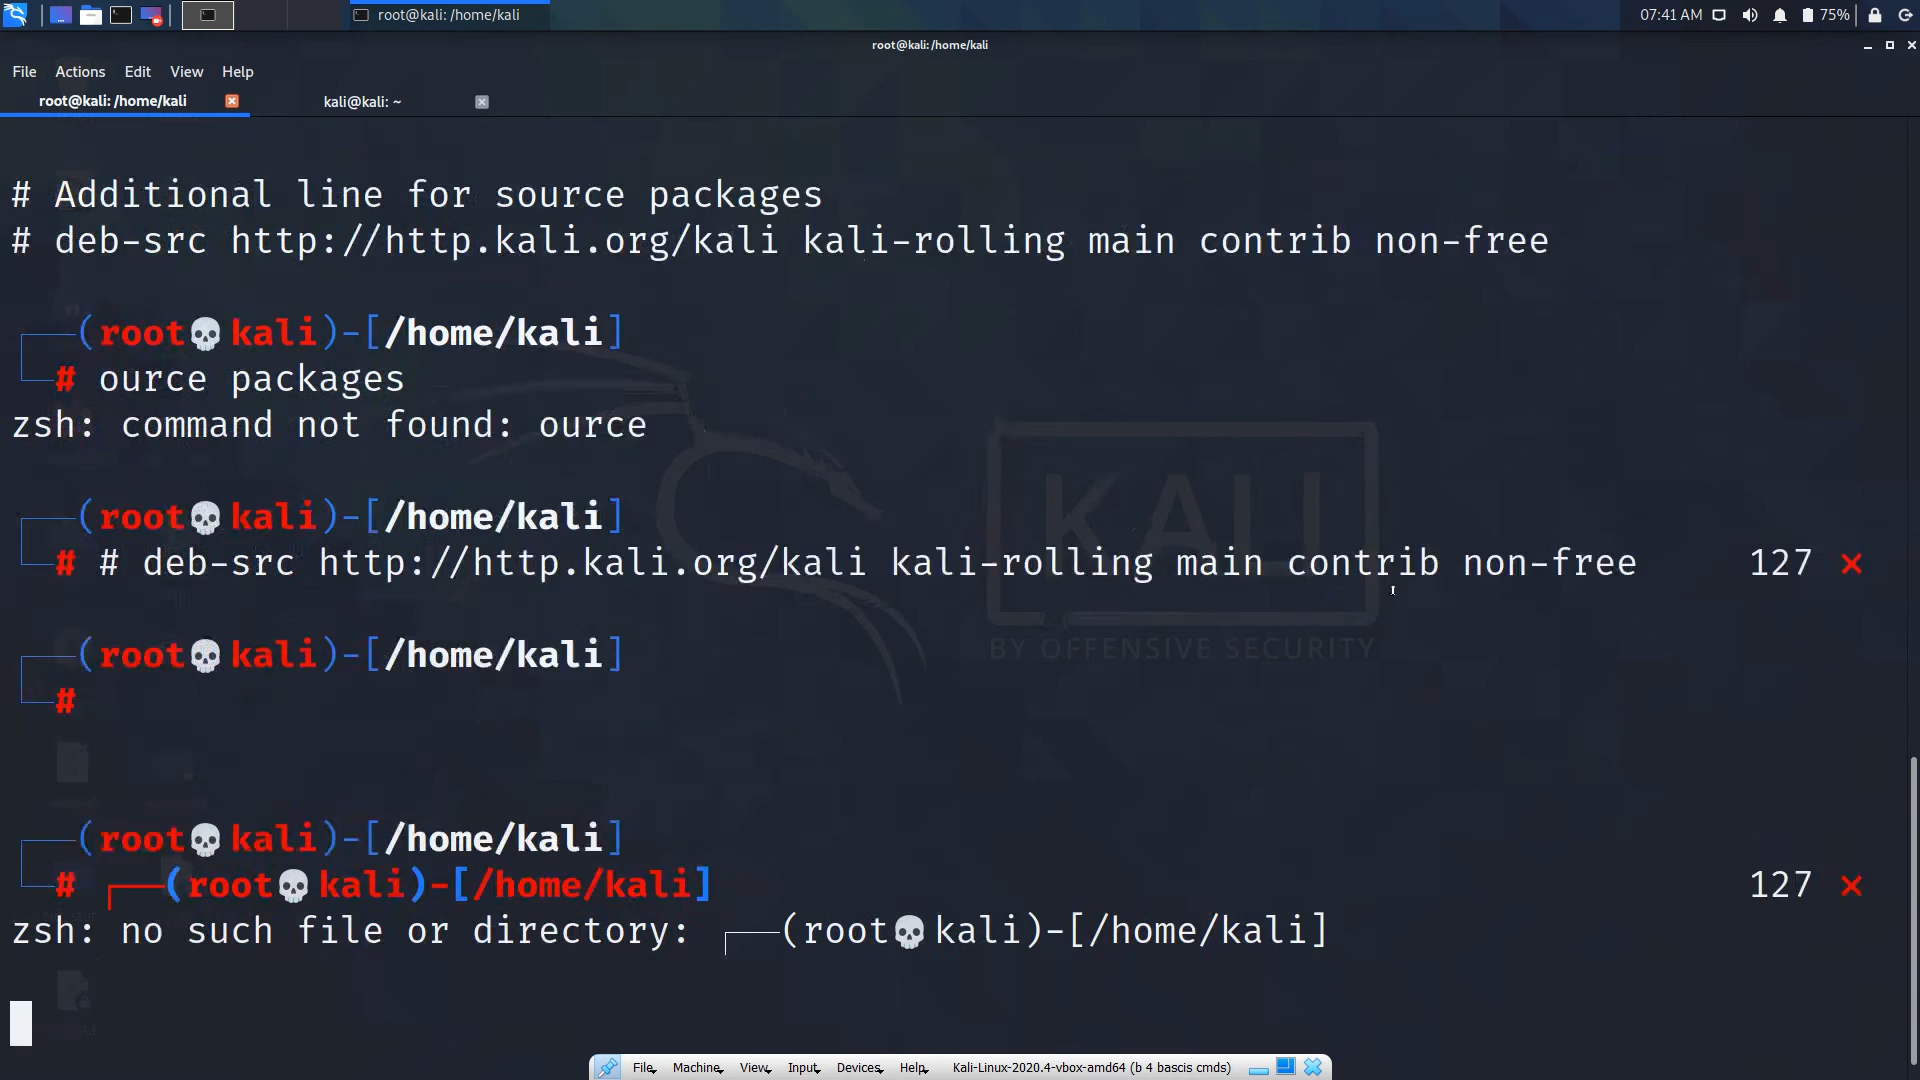 root@kali: /home/kali
07:41 AM
75%
root@kali: /home/kali
File Actions Edit View Help
root@kali: /home/kali
kali@kali: ~
# Additional line for source packages
# deb-src http://http.kali.org/kali kali-rolling main contrib non-free
┌──(root💀kali)-[/home/kali]
└─# ource packages
zsh: command not found: ource
┌──(root💀kali)-[/home/kali]
└─# # deb-src http://http.kali.org/kali kali-rolling main contrib non-free 127 ⨯
┌──(root💀kali)-[/home/kali]
└─#
┌──(root💀kali)-[/home/kali]
└─# ┌──(root💀kali)-[/home/kali] 127 ⨯
zsh: no such file or directory: ┌──(root💀kali)-[/home/kali]
KALI
BY OFFENSIVE SECURITY
File Machine View Input Devices Help Kali-Linux-2020.4-vbox-amd64 (b 4 bascis cmds)